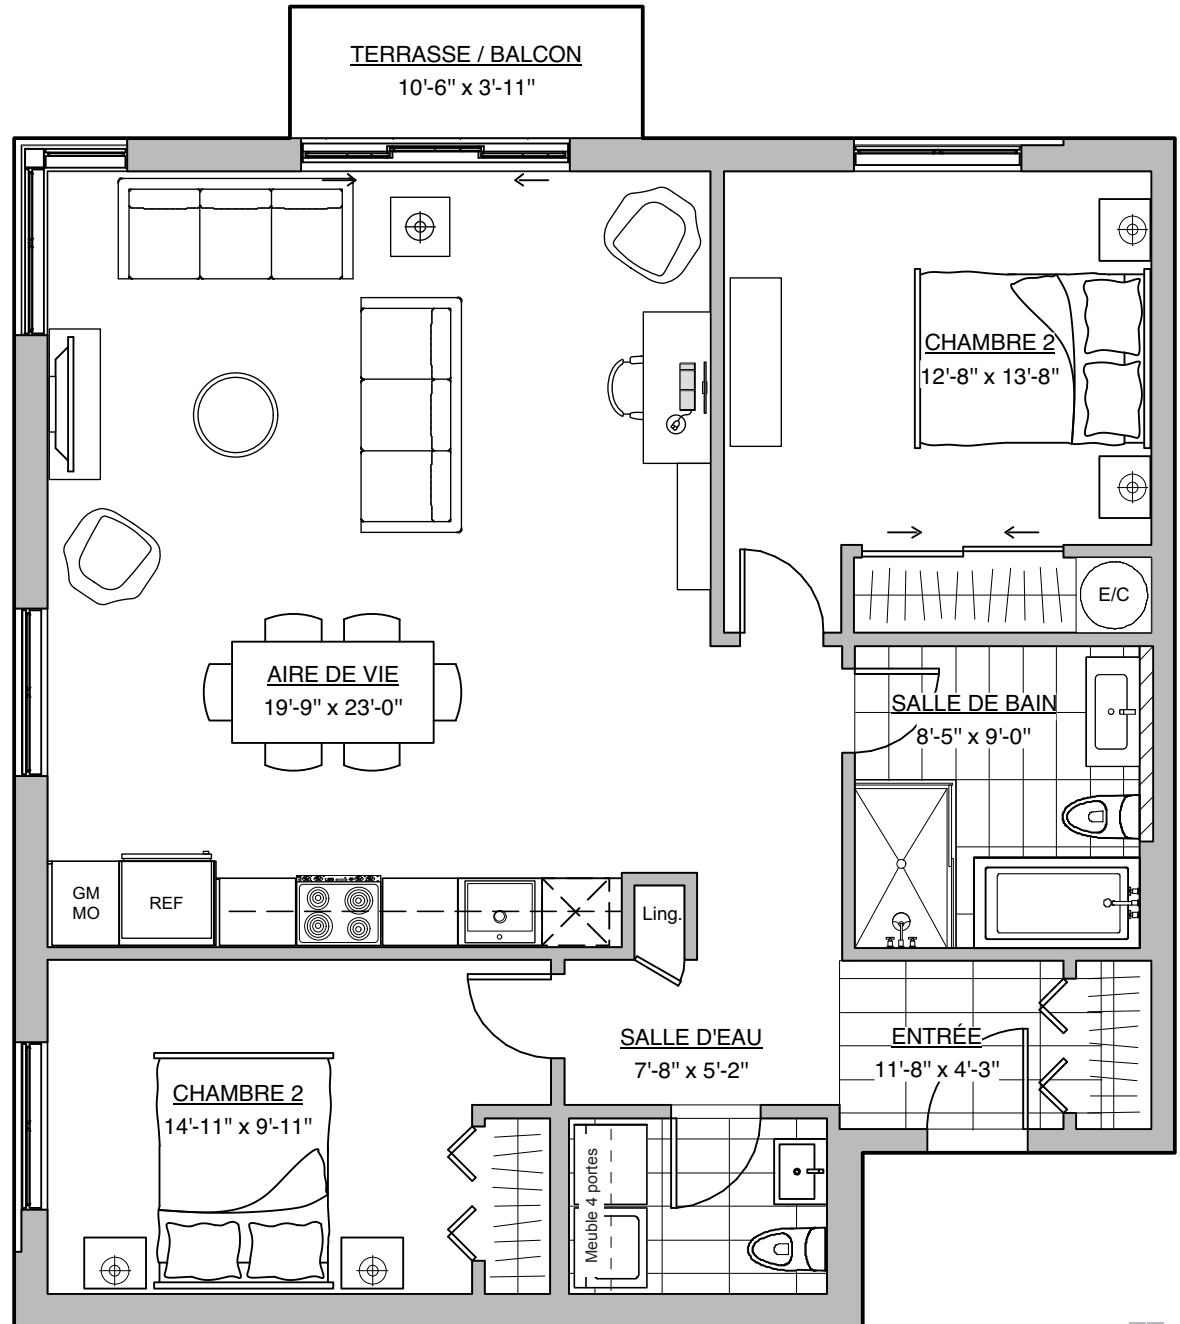 TERRASSE / BALCON
10'-6" x 3'-11"
CHAMBRE 2
12'-8" x 13'-8"
E/C
AIRE DE VIE
19'-9" x 23'-0"
SALLE DE BAIN
8'-5" x 9'-0"
GM
MO
REF
Ling.
SALLE D'EAU
7'-8" x 5'-2"
ENTRÉE
11'-8" x 4'-3"
CHAMBRE 2
14'-11" x 9'-11"
Meuble 4 portes